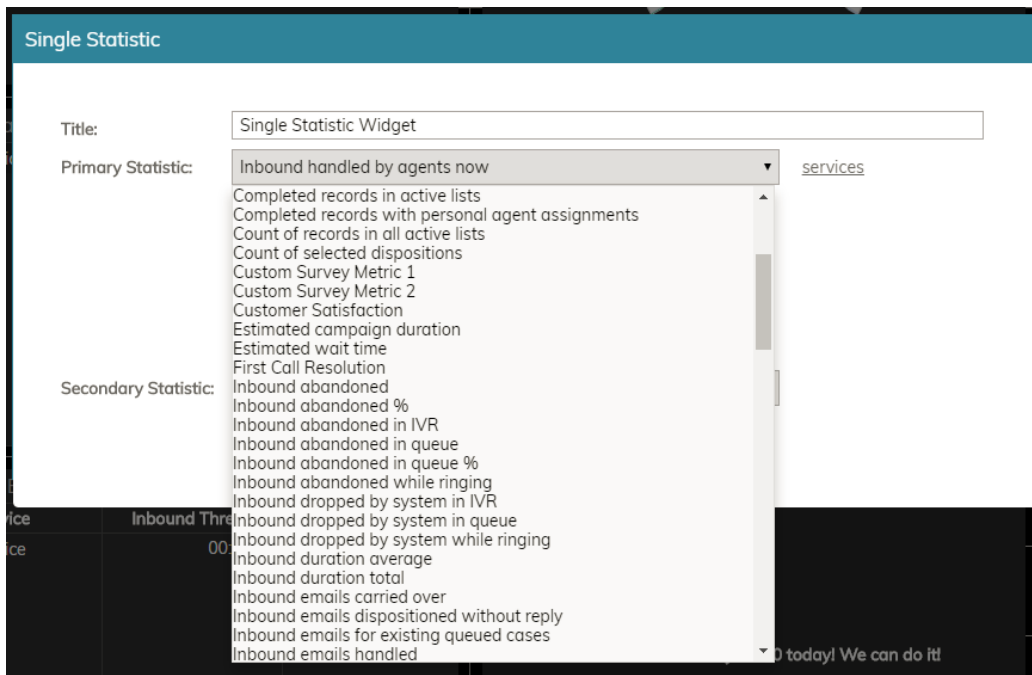 Single Statistic
Title:
Single Statistic Widget
Primary Statistic:
Inbound handled by agents now
services
Completed records in active lists
Completed records with personal agent assignments
Count of records in all active lists
Count of selected dispositions
Custom Survey Metric 1
Custom Survey Metric 2
Customer Satisfaction
Estimated campaign duration
Estimated wait time
First Call Resolution
Secondary Statistic:
Inbound abandoned
Inbound abandoned %
Inbound abandoned in IVR
Inbound abandoned in queue
Inbound abandoned in queue %
Inbound abandoned while ringing
Inbound dropped by system in IVR
Inbound dropped by system in queue
Inbound dropped by system while ringing
Inbound duration average
Inbound duration total
Inbound emails carried over
Inbound emails dispositioned without reply
Inbound emails for existing queued cases
Inbound emails handled
Inbound Thre
00:
0 today! We can do it!